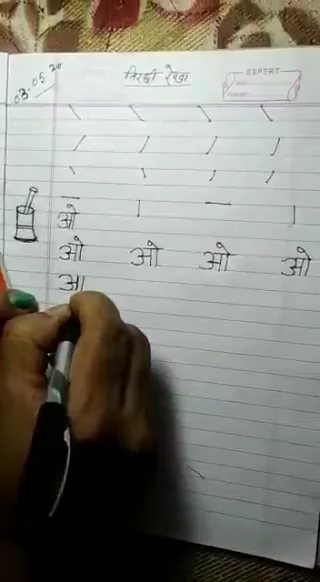 03.05.20
तिरछी रेखा
EXPERT
\ \ \ \
/ / / /
\ \ / /
— | — |
ओ
ओ ओ ओ ओ
आ